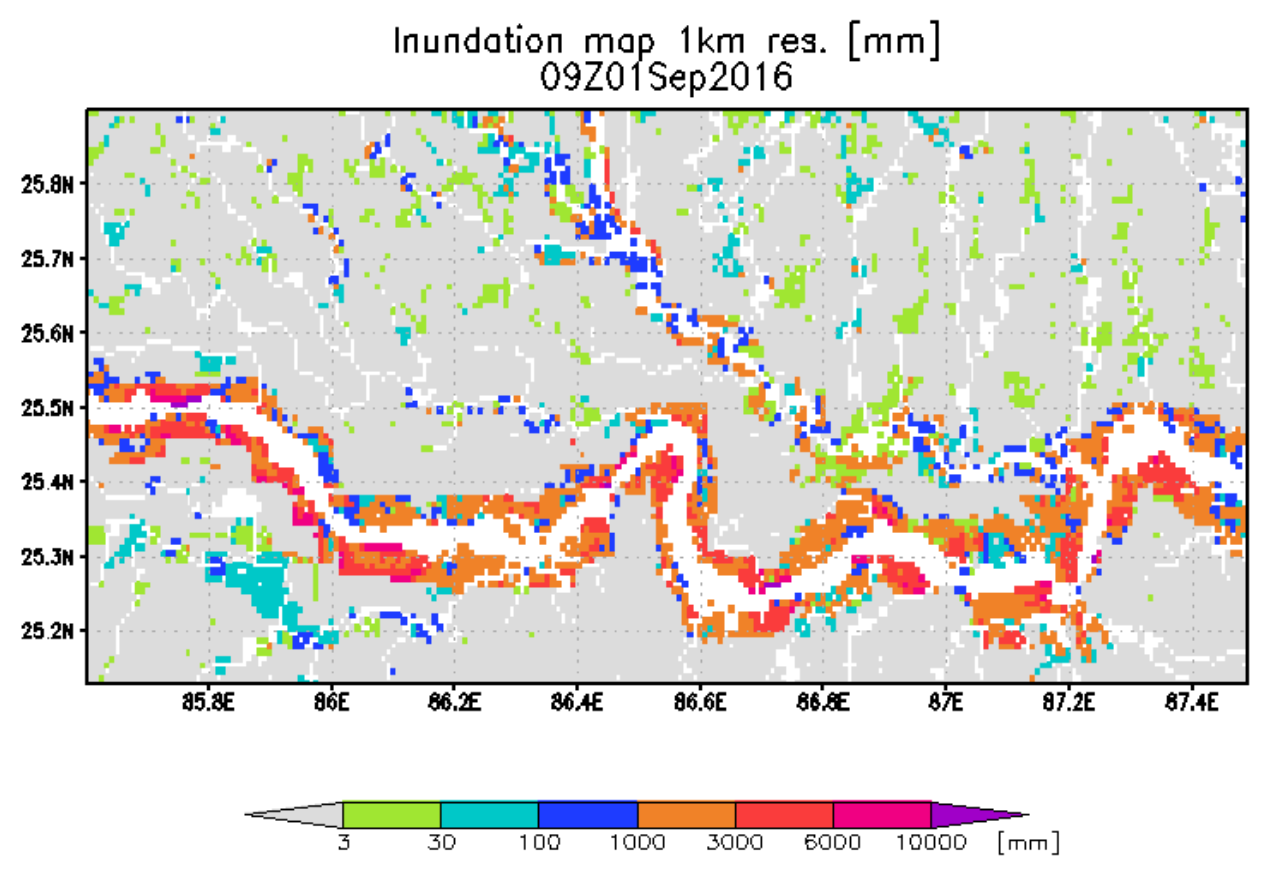 Inundation map 1km res. [mm]
09Z01Sep2016
25.8N
25.7N
25.6N
25.5N
25.4N
25.3N
25.2N
85.8E 86E 86.2E 86.4E 86.6E 86.8E 87E 87.2E 87.4E
3 30 100 1000 3000 6000 10000 [mm]